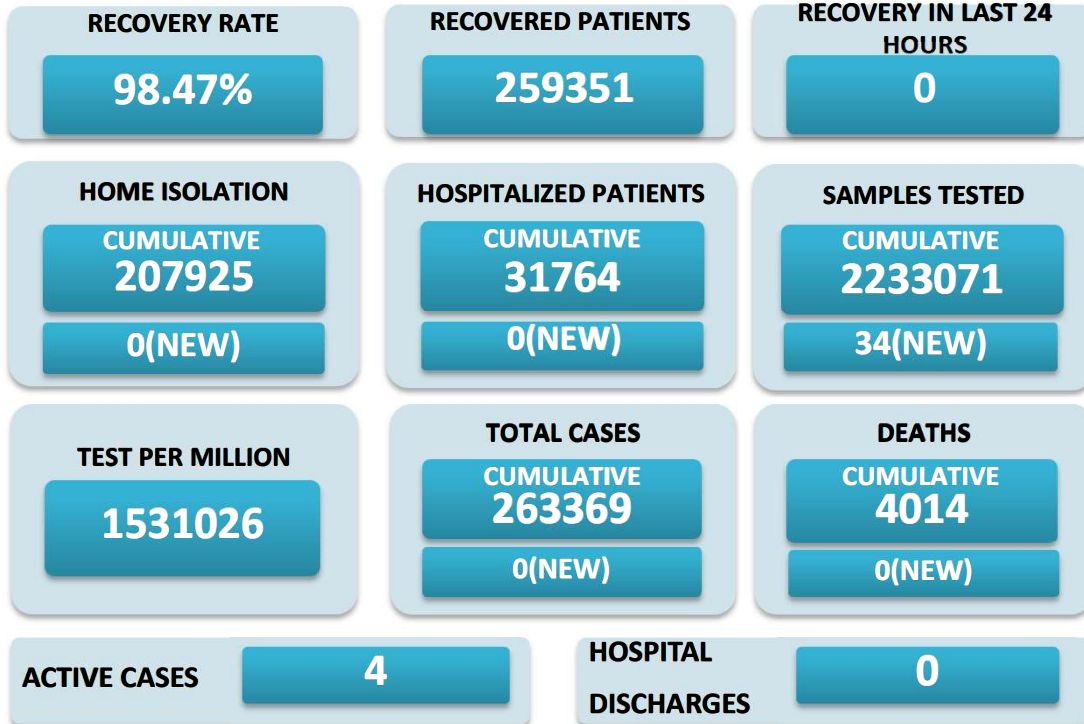 RECOVERY RATE
98.47%
RECOVERED PATIENTS
259351
RECOVERY IN LAST 24
HOURS
0
HOME ISOLATION
CUMULATIVE
207925
0(NEW)
HOSPITALIZED PATIENTS
CUMULATIVE
31764
0(NEW)
SAMPLES TESTED
CUMULATIVE
2233071
34(NEW)
TEST PER MILLION
1531026
TOTAL CASES
CUMULATIVE
263369
0(NEW)
DEATHS
CUMULATIVE
4014
0(NEW)
ACTIVE CASES
4
HOSPITAL
DISCHARGES
0